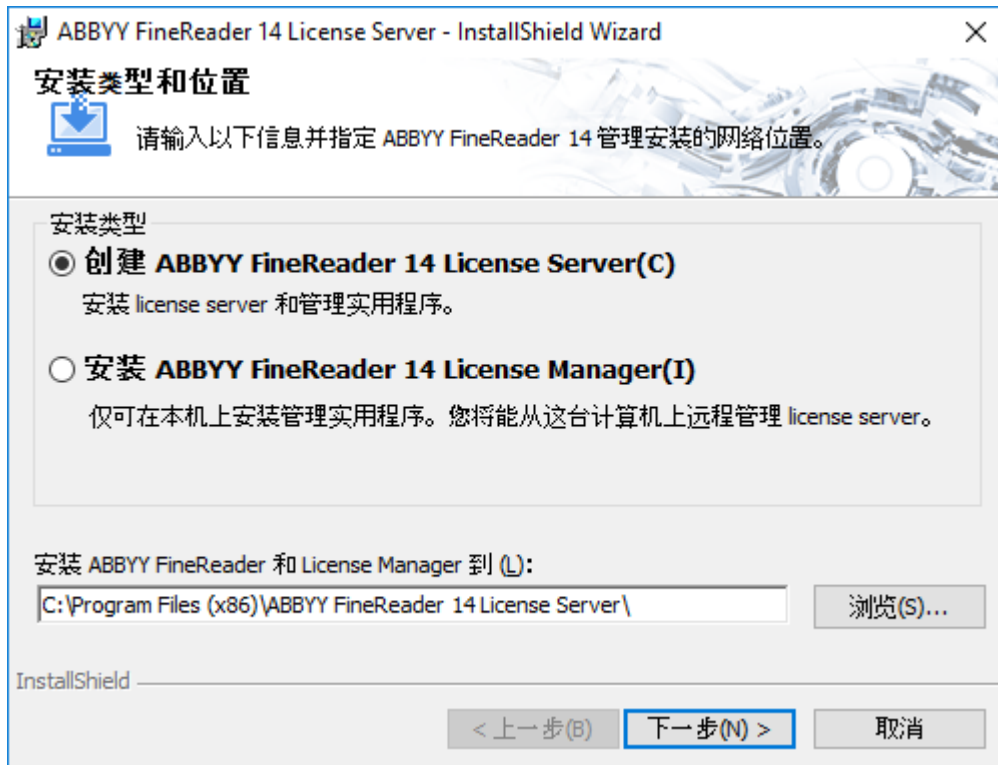 ABBYY FineReader 14 License Server - InstallShield Wizard
安装类型和位置
请输入以下信息并指定 ABBYY FineReader 14 管理安装的网络位置。
安装类型
创建 ABBYY FineReader 14 License Server(C)
安装 license server 和管理实用程序。
安装 ABBYY FineReader 14 License Manager(I)
仅可在本机上安装管理实用程序。您将能从这台计算机上远程管理 license server。
安装 ABBYY FineReader 和 License Manager 到 (L):
C:\Program Files (x86)\ABBYY FineReader 14 License Server\
浏览(S)...
InstallShield
< 上一步(B)
下一步(N) >
取消